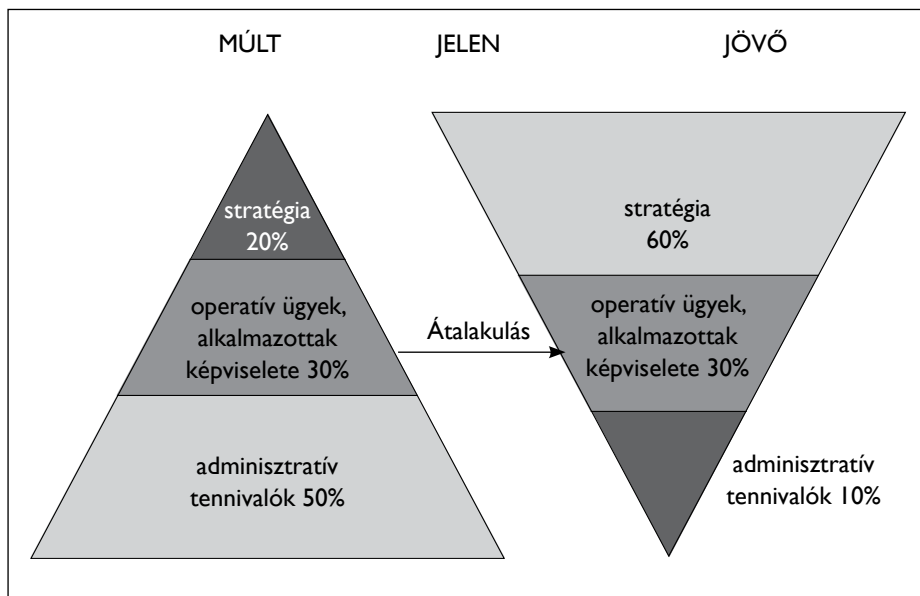 MÚLT
JELEN
JÖVŐ
stratégia
20%
operatív ügyek,
alkalmazottak
képviselete 30%
adminisztratív
tennivalók 50%
Átalakulás
stratégia
60%
operatív ügyek,
alkalmazottak
képviselete 30%
adminisztratív
tennivalók 10%